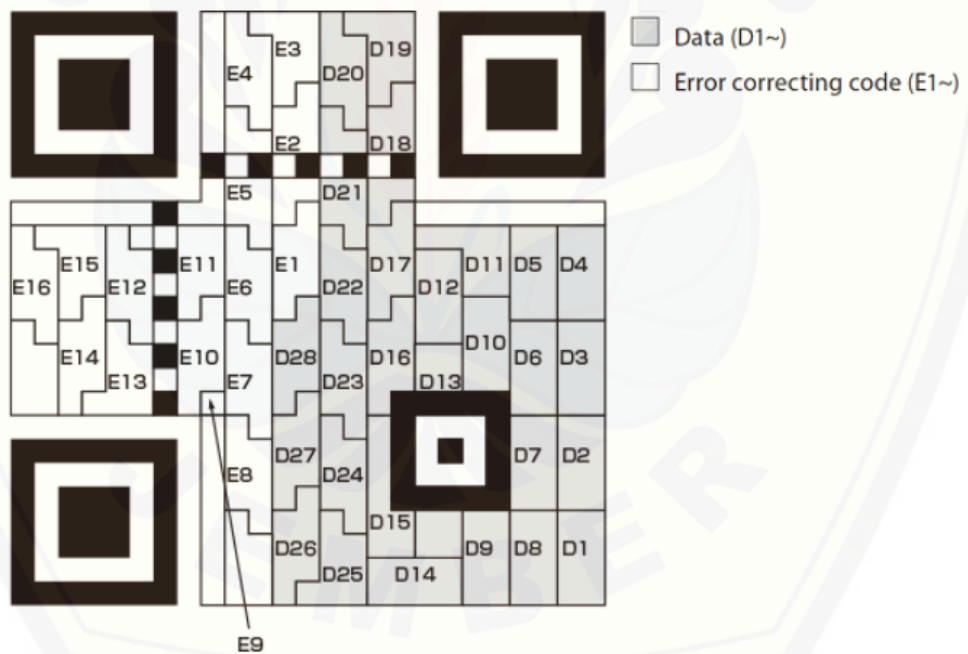 E3 D19
Data (D1~)
E4 D20
Error correcting code (E1~)
E2 D18
E5 D21
E15 E11 E1 D17 D11 D5 D4
E16 E12 E6 D22 D12
D10
E14 E10 D28 D16 D6 D3
E13 E7 D23 D13
D27 D7 D2
E8 D24
D15
D26 D9 D8 D1
D25 D14
E9
JEMBER